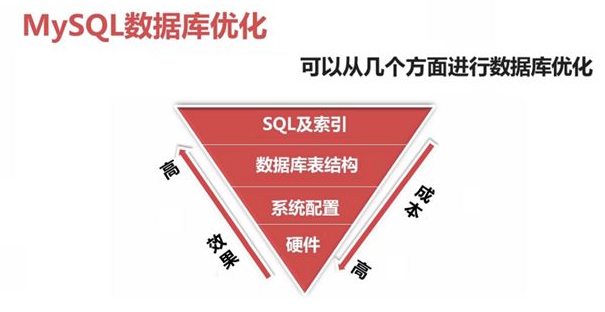 MySQL数据库优化
可以从几个方面进行数据库优化
SQL及索引
数据库表结构
系统配置
硬件
高
效果
成本
高